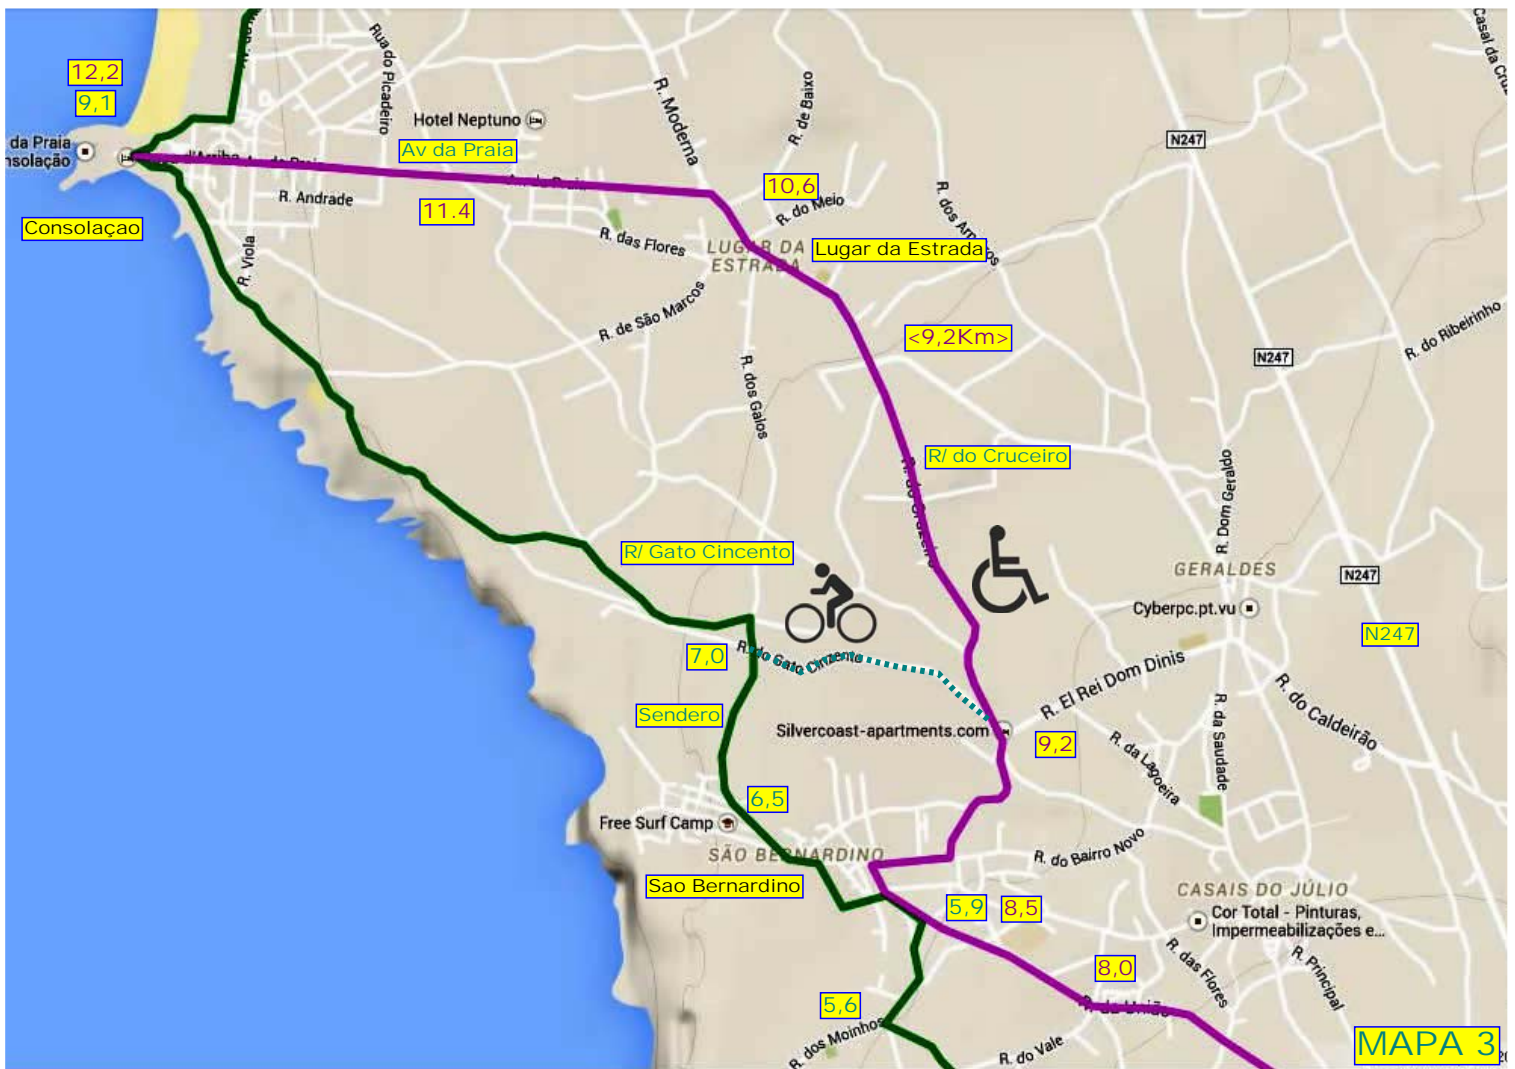 Rua do Picadeiro
Casal da Cruz
12,2
9,1
Hotel Neptuno
R. Moderna
R. de Baixo
N247
da Praia
Av da Praia
10,6
R. dos
R. Andrade
11.4
R. do Meio
Consolaçao
R. das Flores
LUGAR DA
ESTRADA
Lugar da Estrada
R. Viola
R. de São Marcos
<9,2Km>
N247
R. do Ribeirinho
R. dos Galos
R/ do Cruceiro
R. do Cruzeiro
R. Dom Geraldo
R/ Gato Cincento
GERALDES
N247
Cyberpc.pt.vu
N247
7,0
R. do Gato Cinzento
R. El Rei Dom Dinis
Sendero
Silvercoast-apartments.com
9,2
R. do Caldeirão
R. da Saudade
R. da Lagoeira
6,5
Free Surf Camp
SÃO BERNARDINO
R. do Bairro Novo
Sao Bernardino
CASAIS DO JÚLIO
5,9
8,5
Cor Total - Pinturas,
Impermeabilizações e...
8,0
R. das Flores
R. Principal
5,6
R. da União
R. dos Moinhos
R. do Vale
MAPA 3